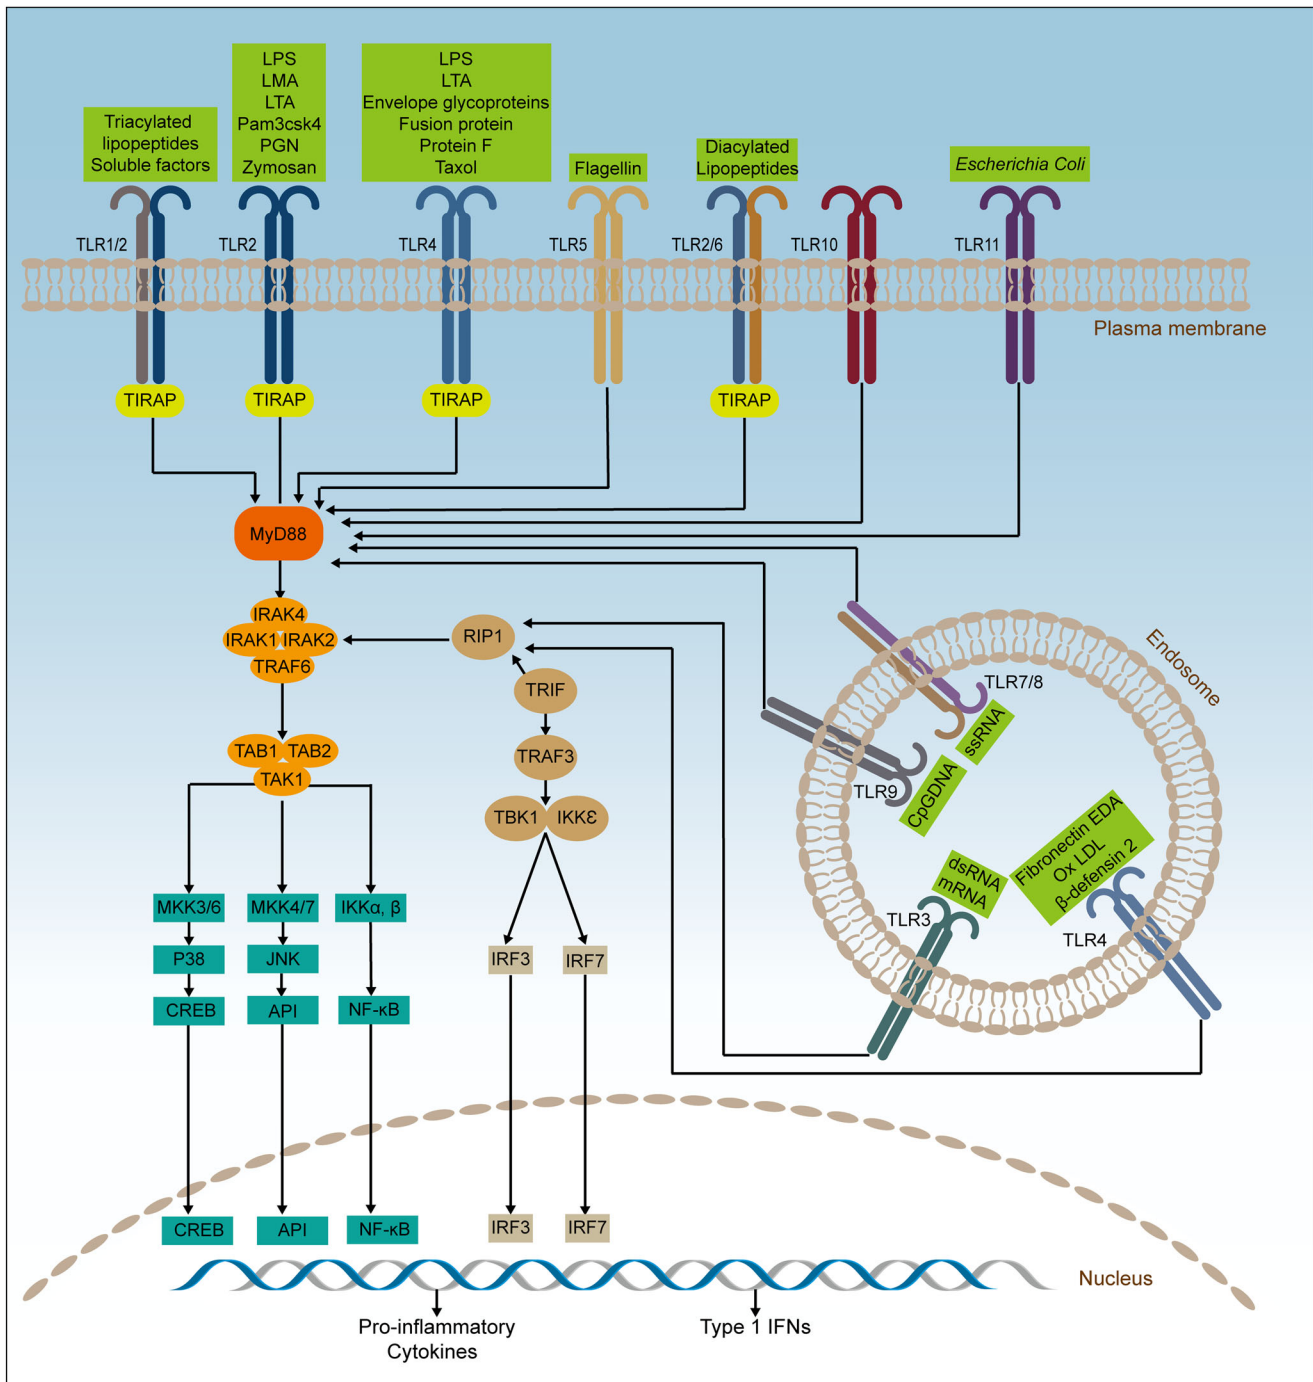 Triacylated
lipopeptides
Soluble factors
LPS
LMA
LTA
Pam3csk4
PGN
Zymosan
LPS
LTA
Envelope glycoproteins
Fusion protein
Protein F
Taxol
Flagellin
Diacylated
Lipopeptides
Escherichia Coli
TLR1/2
TLR2
TLR4
TLR5
TLR2/6
TLR10
TLR11
Plasma membrane
TIRAP
TIRAP
TIRAP
TIRAP
MyD88
IRAK4
IRAK1
IRAK2
TRAF6
RIP1
TRIF
TRAF3
TBK1
IKKε
TAB1
TAB2
TAK1
MKK3/6
MKK4/7
IKKα, β
P38
JNK
CREB
API
NF-κB
IRF3
IRF7
Endosome
TLR7/8
ssRNA
TLR9
CpGDNA
Fibronectin EDA
Ox LDL
β-defensin 2
dsRNA
mRNA
TLR3
TLR4
CREB
API
NF-κB
IRF3
IRF7
Nucleus
Pro-inflammatory
Cytokines
Type 1 IFNs